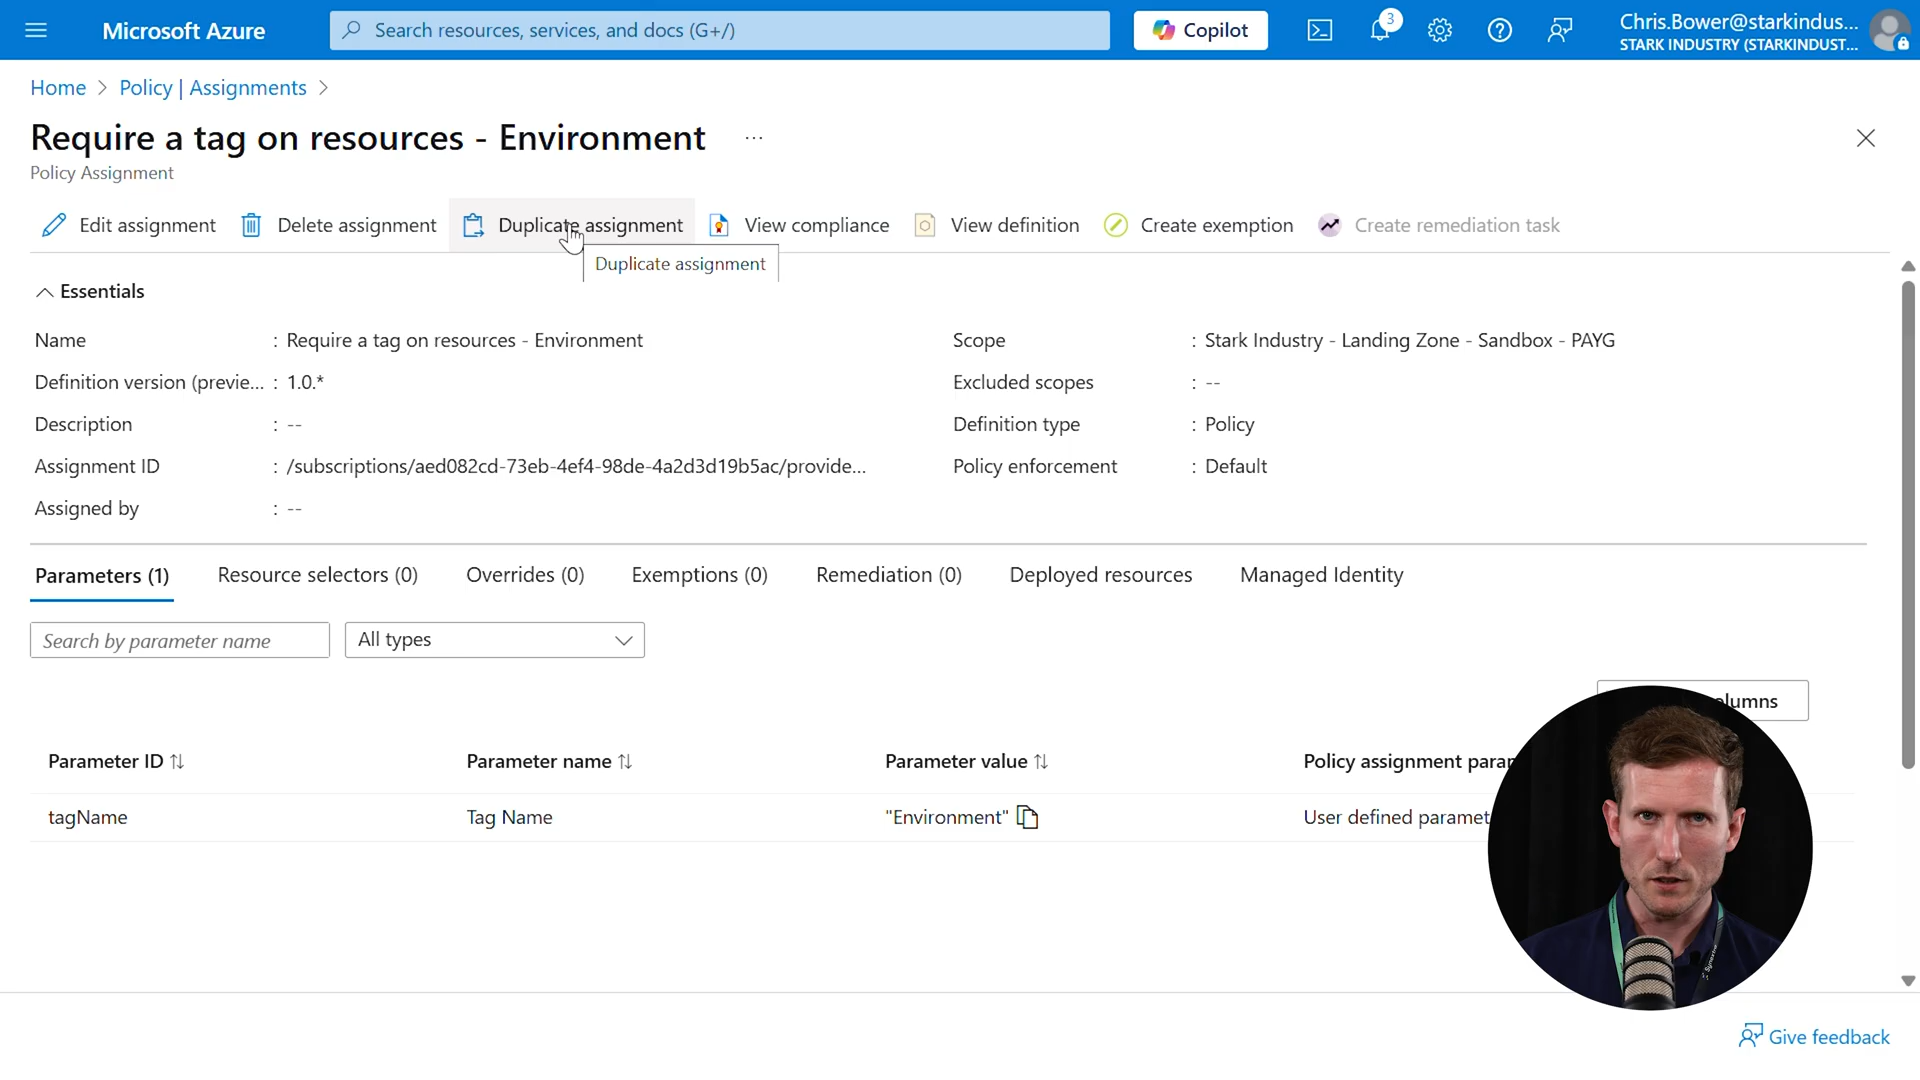 Microsoft Azure
Search resources, services, and docs (G+/)
Copilot
3
Chris.Bower@starkindus...
STARK INDUSTRY (STARKINDUST...
Home > Policy | Assignments >
Require a tag on resources - Environment ...
Policy Assignment
Edit assignment
Delete assignment
Duplicate assignment
View compliance
View definition
Create exemption
Create remediation task
Duplicate assignment
Essentials
Name : Require a tag on resources - Environment
Scope : Stark Industry - Landing Zone - Sandbox - PAYG
Definition version (previe... : 1.0.*
Excluded scopes : --
Description : --
Definition type : Policy
Assignment ID : /subscriptions/aed082cd-73eb-4ef4-98de-4a2d3d19b5ac/provide...
Policy enforcement : Default
Assigned by : --
Parameters (1)
Resource selectors (0)
Overrides (0)
Exemptions (0)
Remediation (0)
Deployed resources
Managed Identity
Search by parameter name
All types
olumns
Parameter ID
Parameter name
Parameter value
Policy assignment para
tagName
Tag Name
"Environment"
User defined paramet
Give feedback